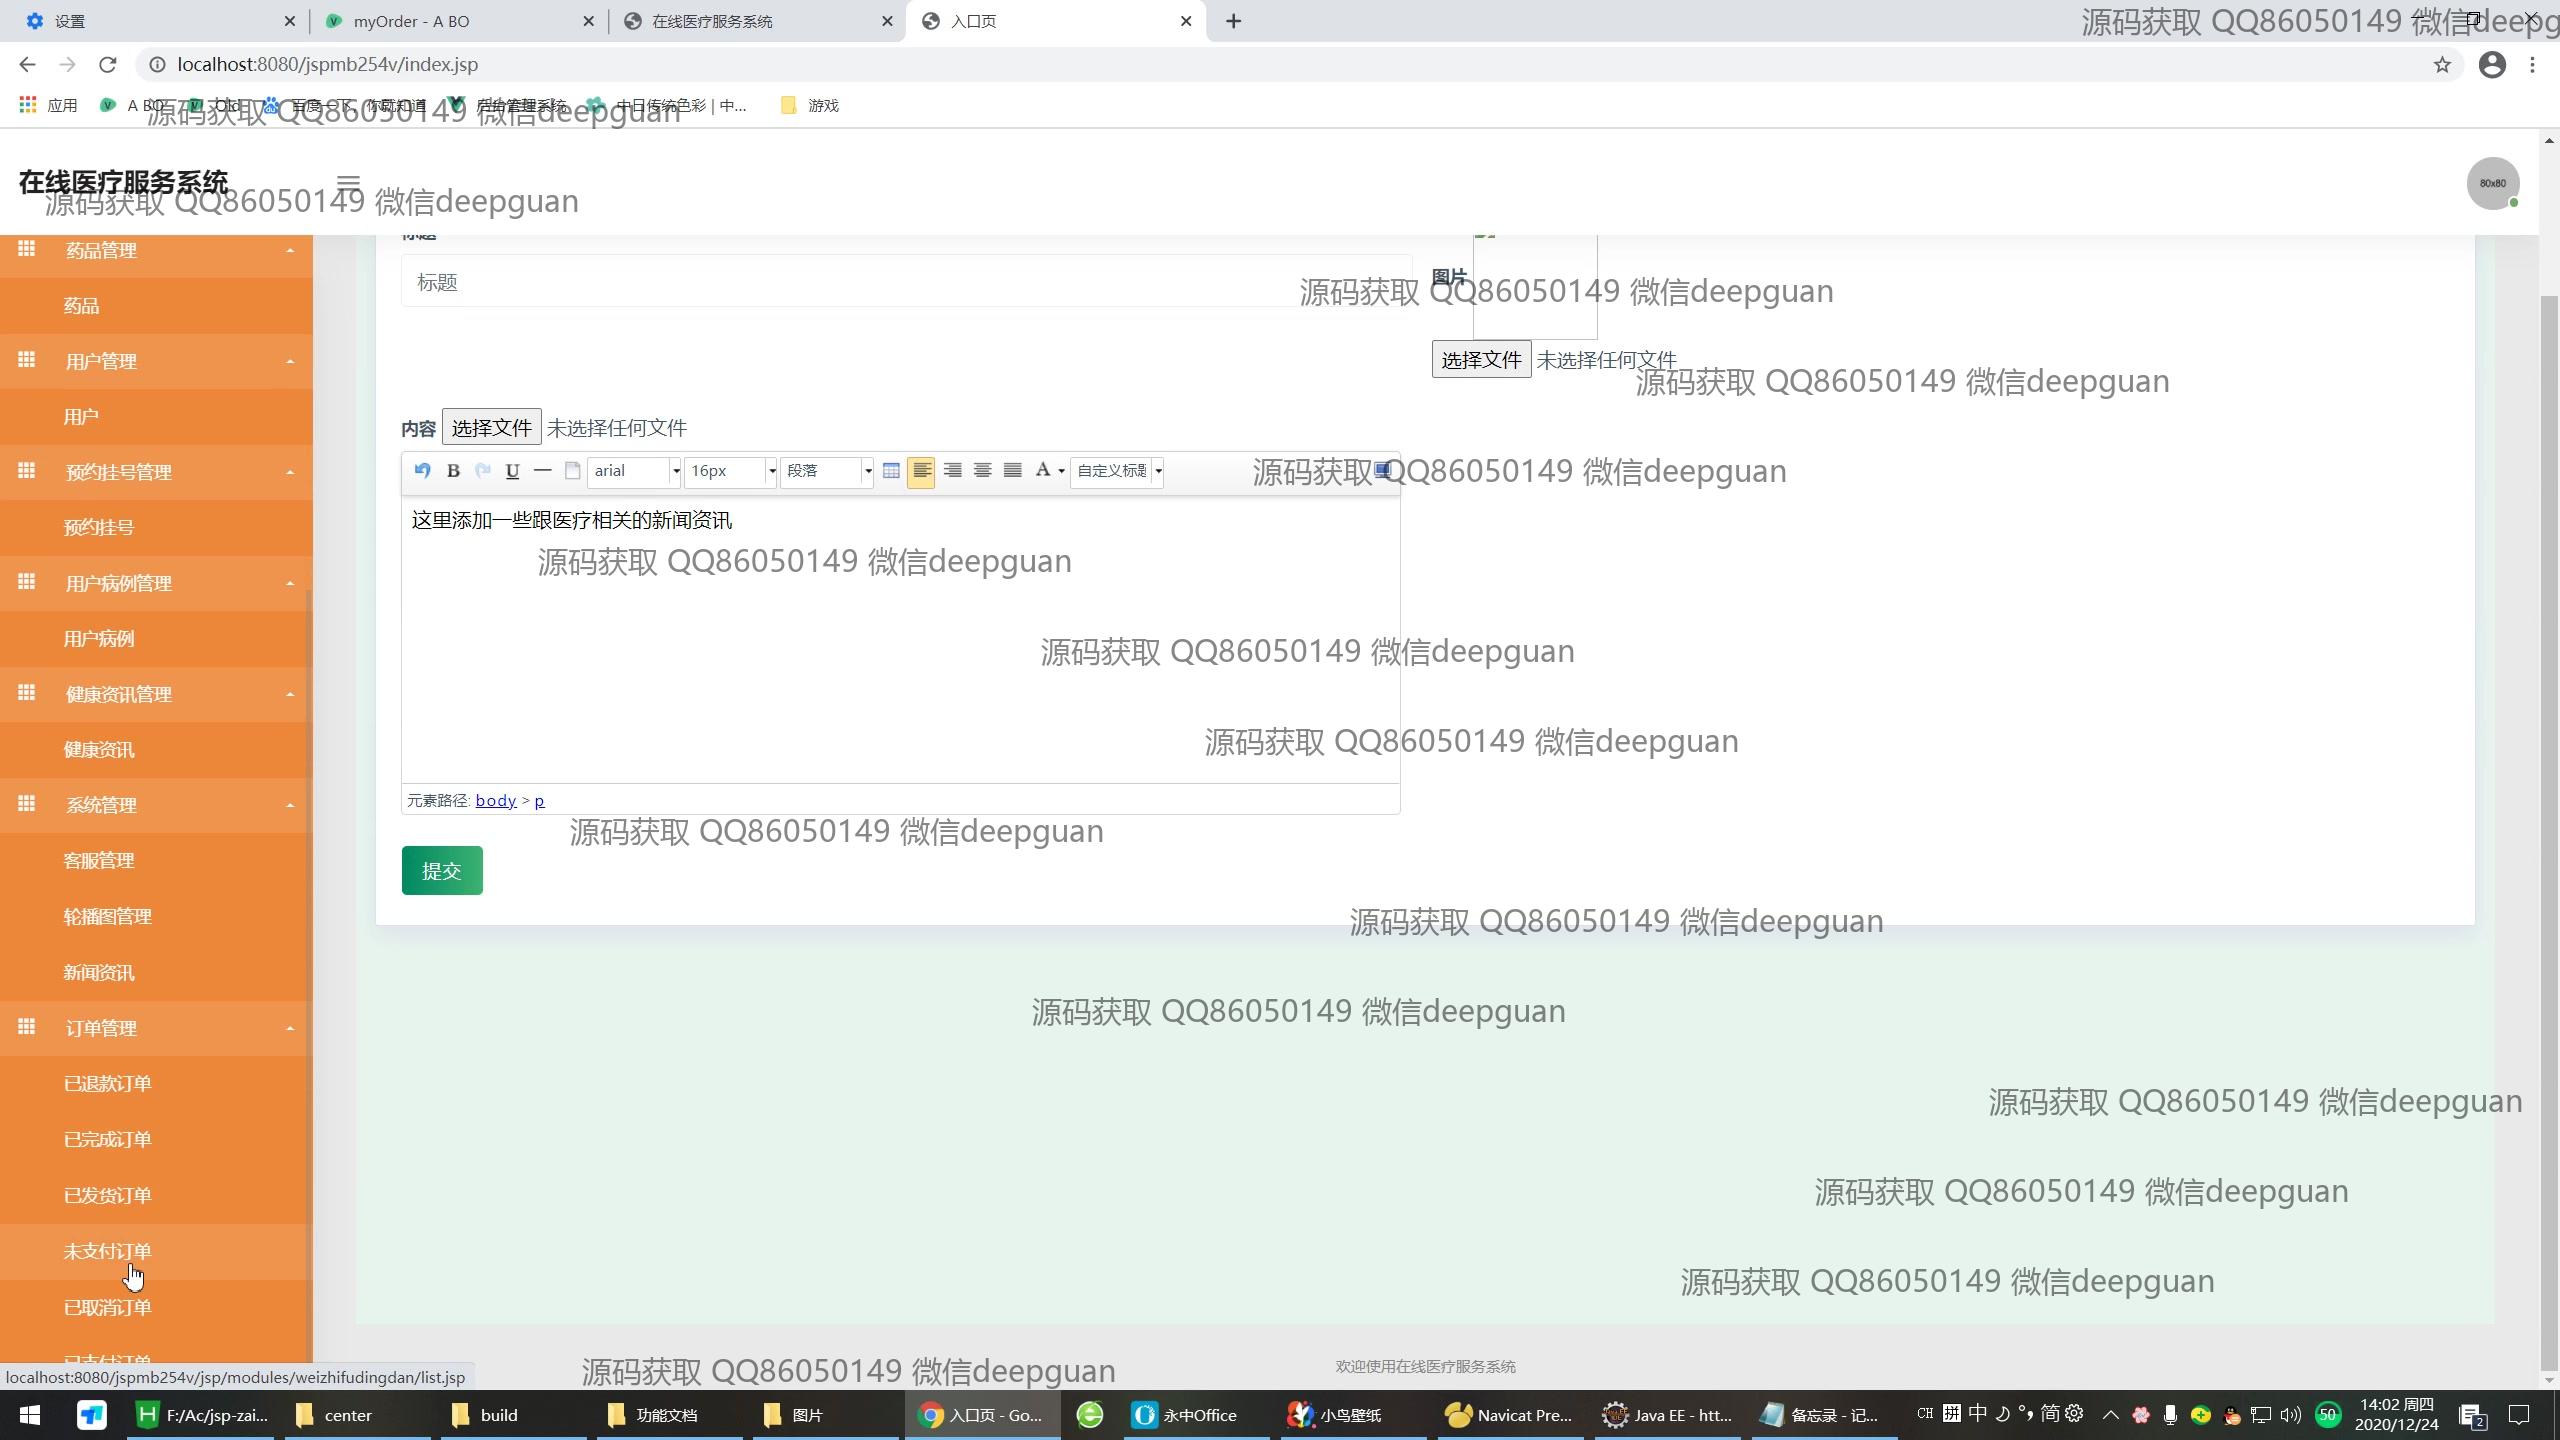 设置
myOrder - A BO
在线医疗服务系统
入口页
源码获取 QQ86050149 微信deepg
localhost:8080/jspmb254v/index.jsp
应用
A BO
Old
百度一下，你就知道
后台管理系统
中日传统色彩 | 中...
游戏
源码获取 QQ86050149 微信deepguan
在线医疗服务系统
80x80
源码获取 QQ86050149 微信deepguan
药品管理
标题
标题
图片
源码获取 QQ86050149 微信deepguan
药品
用户管理
选择文件 未选择任何文件
源码获取 QQ86050149 微信deepguan
用户
内容 选择文件 未选择任何文件
预约挂号管理
B U arial 16px 段落 A 自定义标题
源码获取 QQ86050149 微信deepguan
预约挂号
这里添加一些跟医疗相关的新闻资讯
源码获取 QQ86050149 微信deepguan
用户病例管理
用户病例
源码获取 QQ86050149 微信deepguan
健康资讯管理
健康资讯
源码获取 QQ86050149 微信deepguan
系统管理
元素路径: body > p
源码获取 QQ86050149 微信deepguan
客服管理
提交
轮播图管理
源码获取 QQ86050149 微信deepguan
新闻资讯
订单管理
源码获取 QQ86050149 微信deepguan
已退款订单
源码获取 QQ86050149 微信deepguan
已完成订单
已发货订单
源码获取 QQ86050149 微信deepguan
未支付订单
源码获取 QQ86050149 微信deepguan
已取消订单
已支付订单
localhost:8080/jspmb254v/jsp/modules/weizhifudingdan/list.jsp
源码获取 QQ86050149 微信deepguan
欢迎使用在线医疗服务系统
F:/Ac/jsp-zai...
center
build
功能文档
图片
入口页 - Go...
永中Office
小鸟壁纸
Navicat Pre...
Java EE - htt...
备忘录 - 记...
CH 拼 中 简
50
14:02 周四
2020/12/24
2